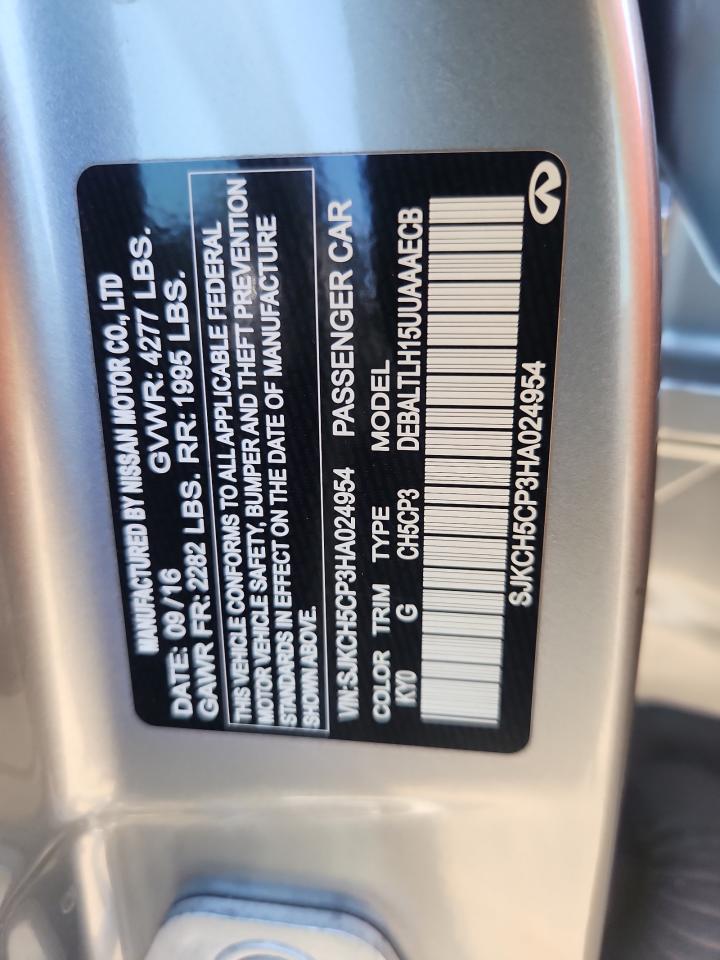 MANUFACTURED BY NISSAN MOTOR CO., LTD
DATE: 09 / 16 GVWR: 4277 LBS.
GAWR FR: 2282 LBS. RR: 1995 LBS.
THIS VEHICLE CONFORMS TO ALL APPLICABLE FEDERAL
MOTOR VEHICLE SAFETY, BUMPER AND THEFT PREVENTION
STANDARDS IN EFFECT ON THE DATE OF MANUFACTURE
SHOWN ABOVE.
VIN:SJKCH5CP3HA024954 PASSENGER CAR
COLOR TRIM TYPE MODEL
KY0 G CH5CP3 DEBALTLH15UUAAAECB
SJKCH5CP3HA024954